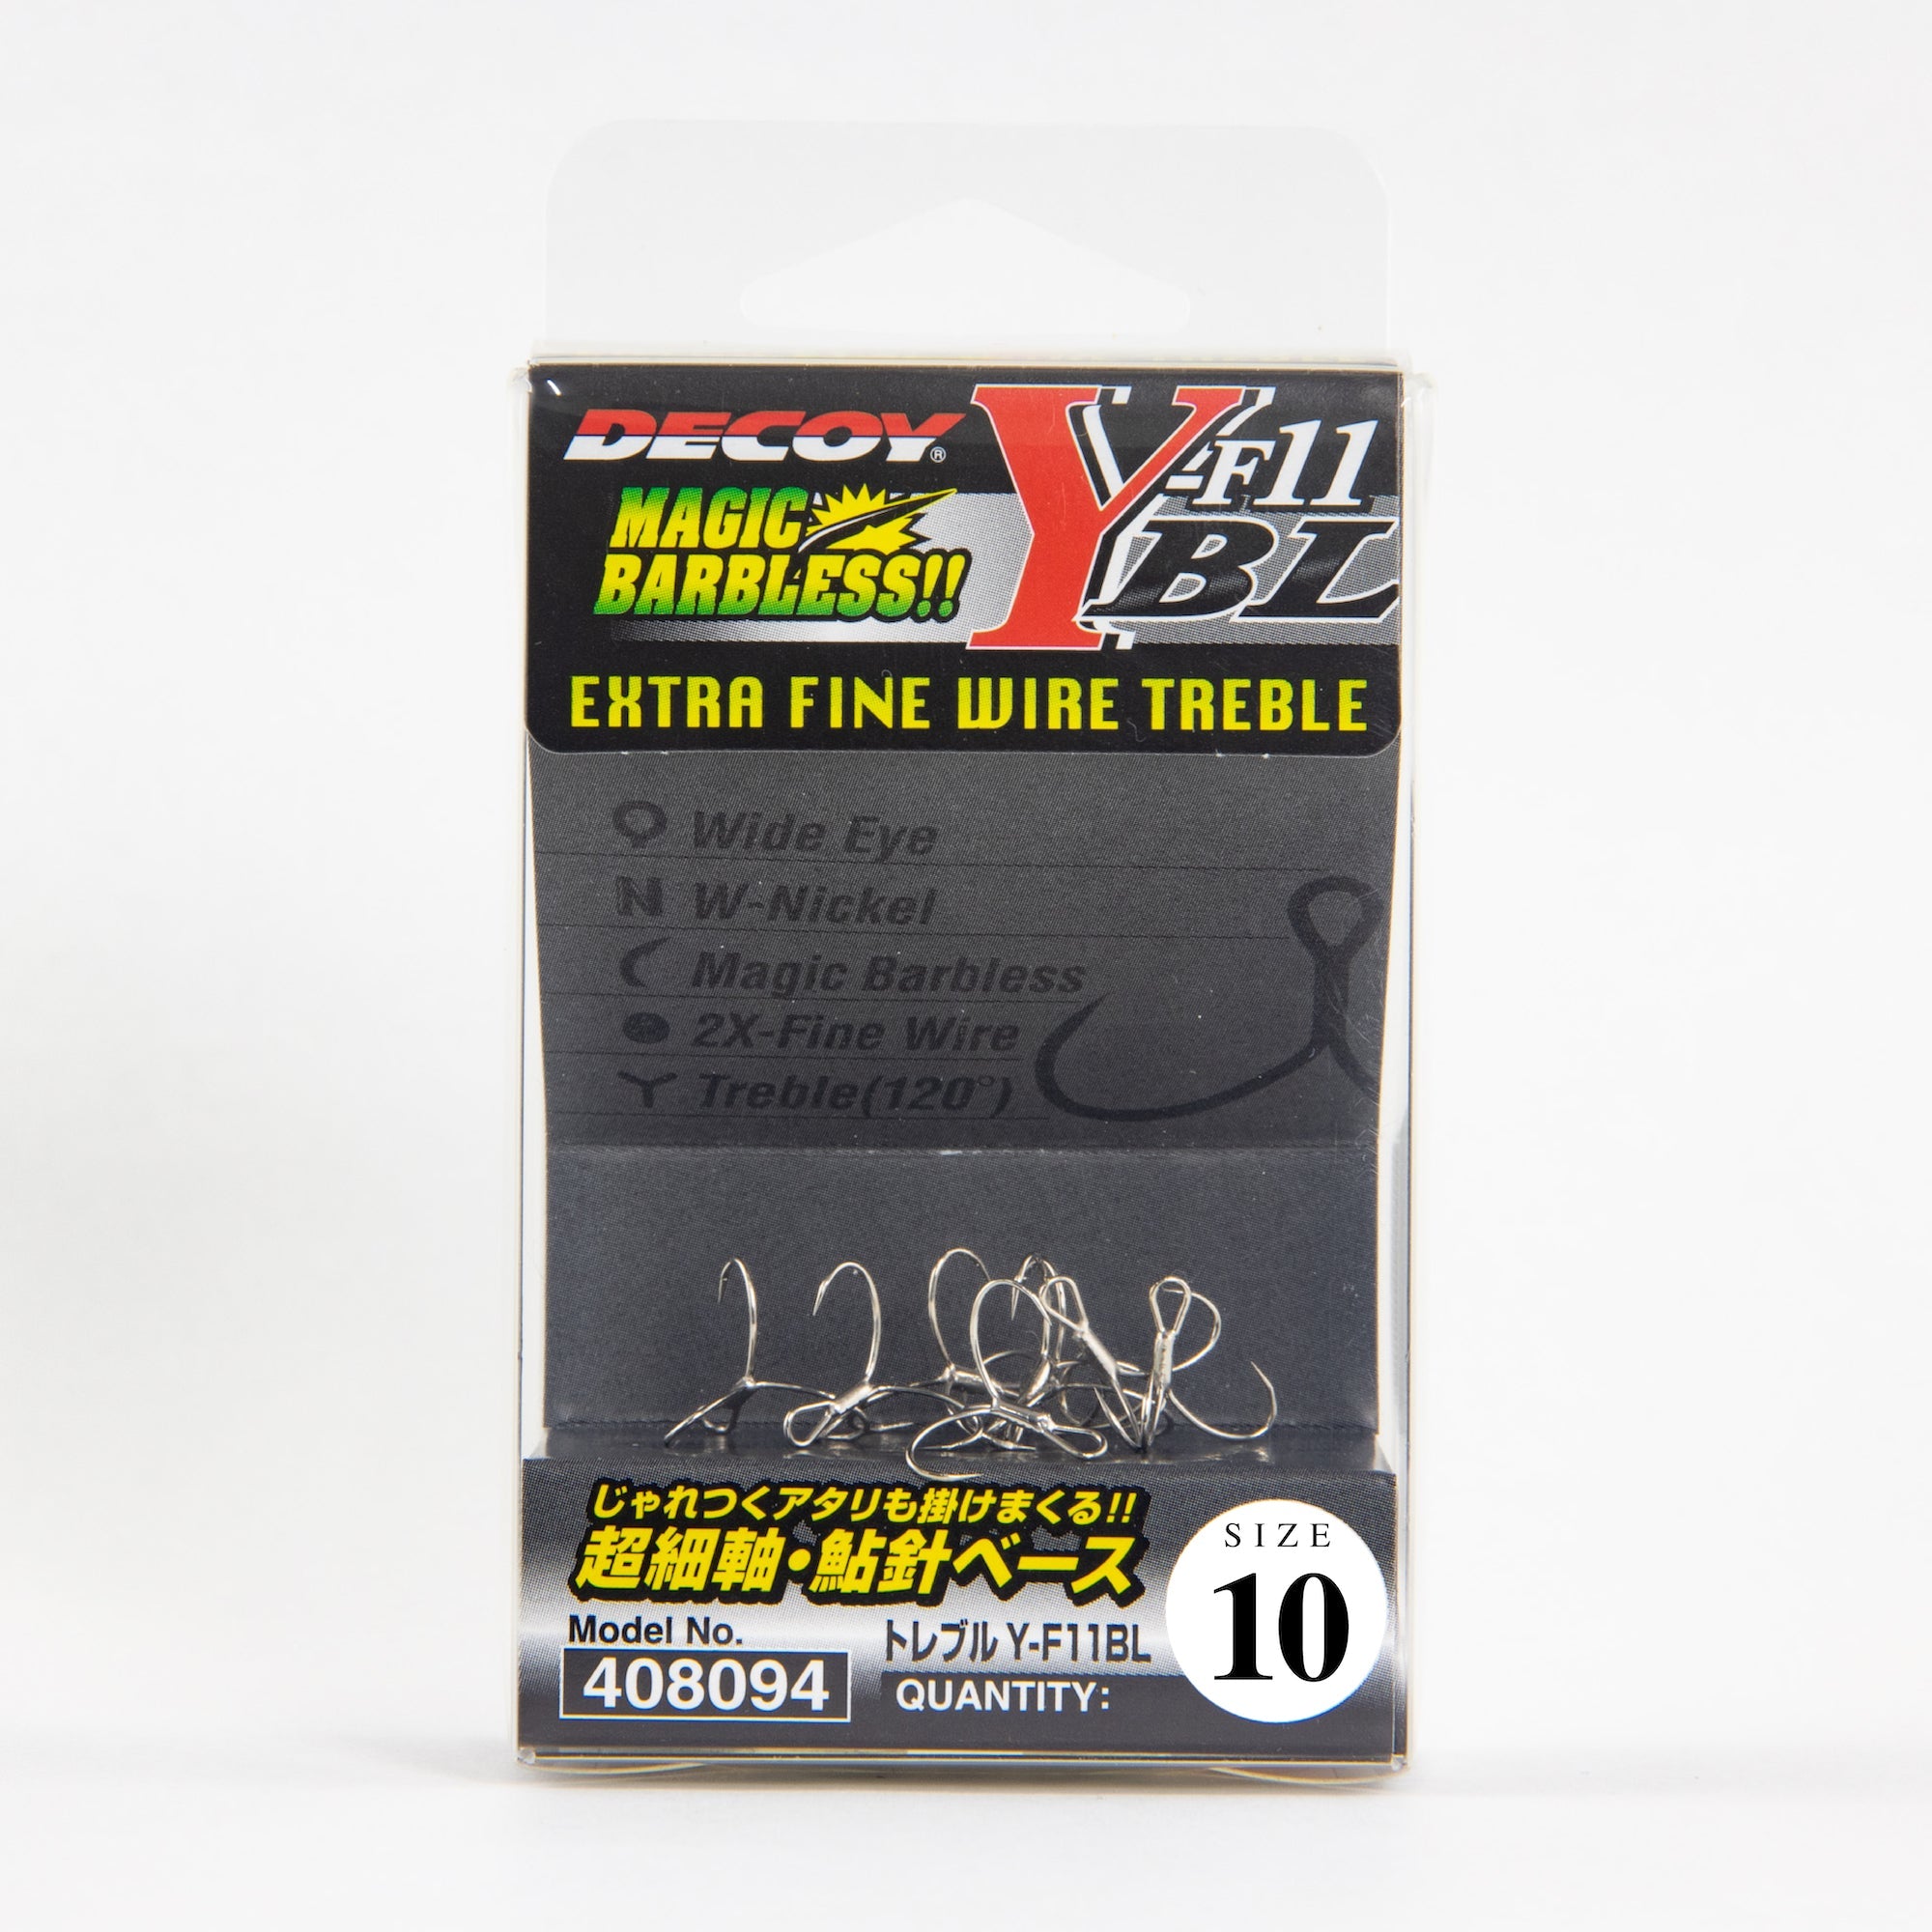 DECOY®
Y-F11
BL
MAGIC
BARBLESS!!
EXTRA FINE WIRE TREBLE
Wide Eye
N W-Nickel
Magic Barbless
2X-Fine Wire
Treble(120°)
じゃれつくアタリも掛けまくる!!
超細軸・鮎針ベース
Model No.
408094
トレブル Y-F11BL
QUANTITY:
SIZE
10